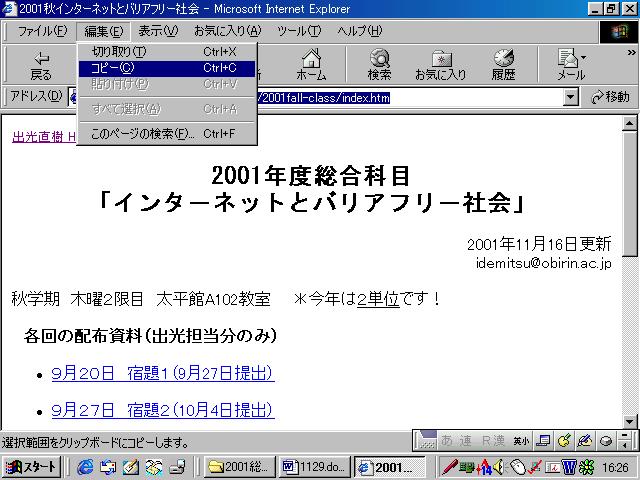 2001秋インターネットとバリアフリー社会 - Microsoft Internet Explorer
ファイル(F) 編集(E) 表示(V) お気に入り(A) ツール(T) ヘルプ(H)
切り取り(T) Ctrl+X
コピー(C) Ctrl+C
貼り付け(P) Ctrl+V
すべて選択(A) Ctrl+A
このページの検索(F)... Ctrl+F
戻る ホーム 検索 お気に入り 履歴 メール
アドレス(D) /2001fall-class/index.htm 移動
出光直樹 H
2001年度総合科目
「インターネットとバリアフリー社会」
2001年11月16日更新
idemitsu@obirin.ac.jp
秋学期 木曜2限目 太平館A102教室 ＊今年は2単位です！
各回の配布資料(出光担当分のみ)
• 9月20日 宿題1(9月27日提出)
• 9月27日 宿題2(10月4日提出)
選択範囲をクリップボードにコピーします。
あ 連 R漢 英小
スタート 2001総... 1129.do... 2001... 16:26